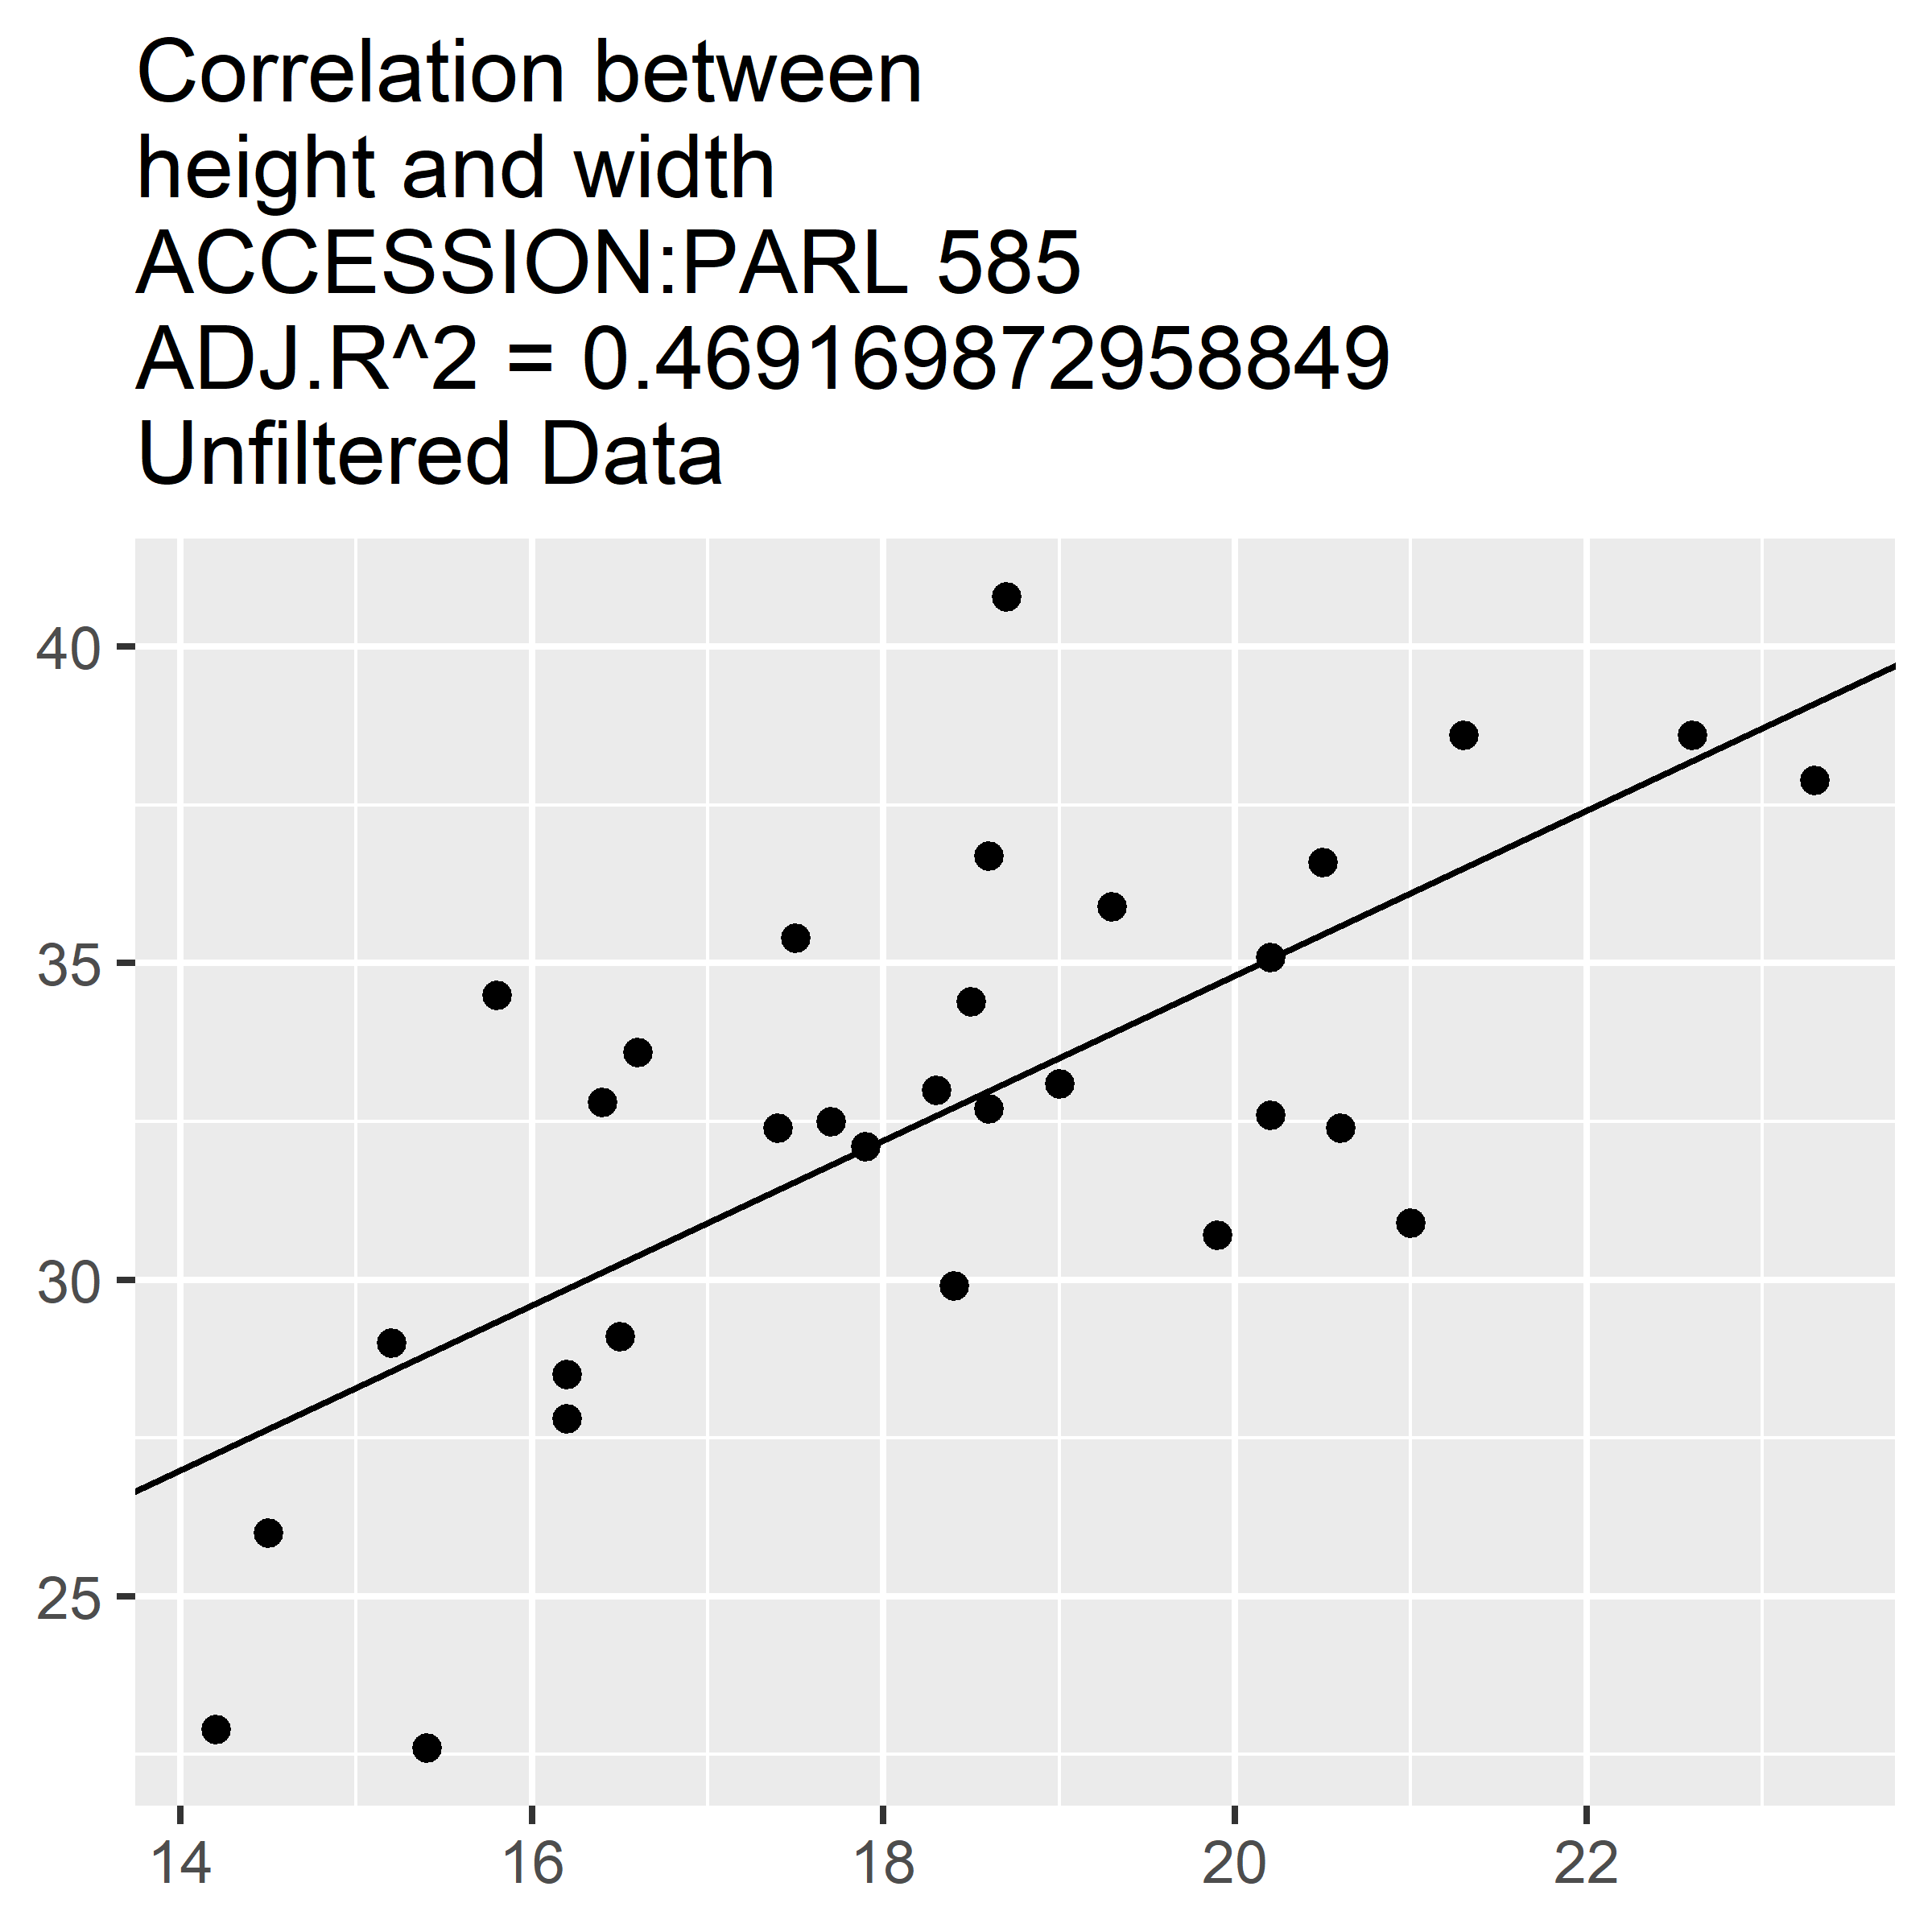 Correlation between
height and width
ACCESSION:PARL 585
ADJ.R^2 = 0.469169872958849
Unfiltered Data
40
35
30
25
14 16 18 20 22